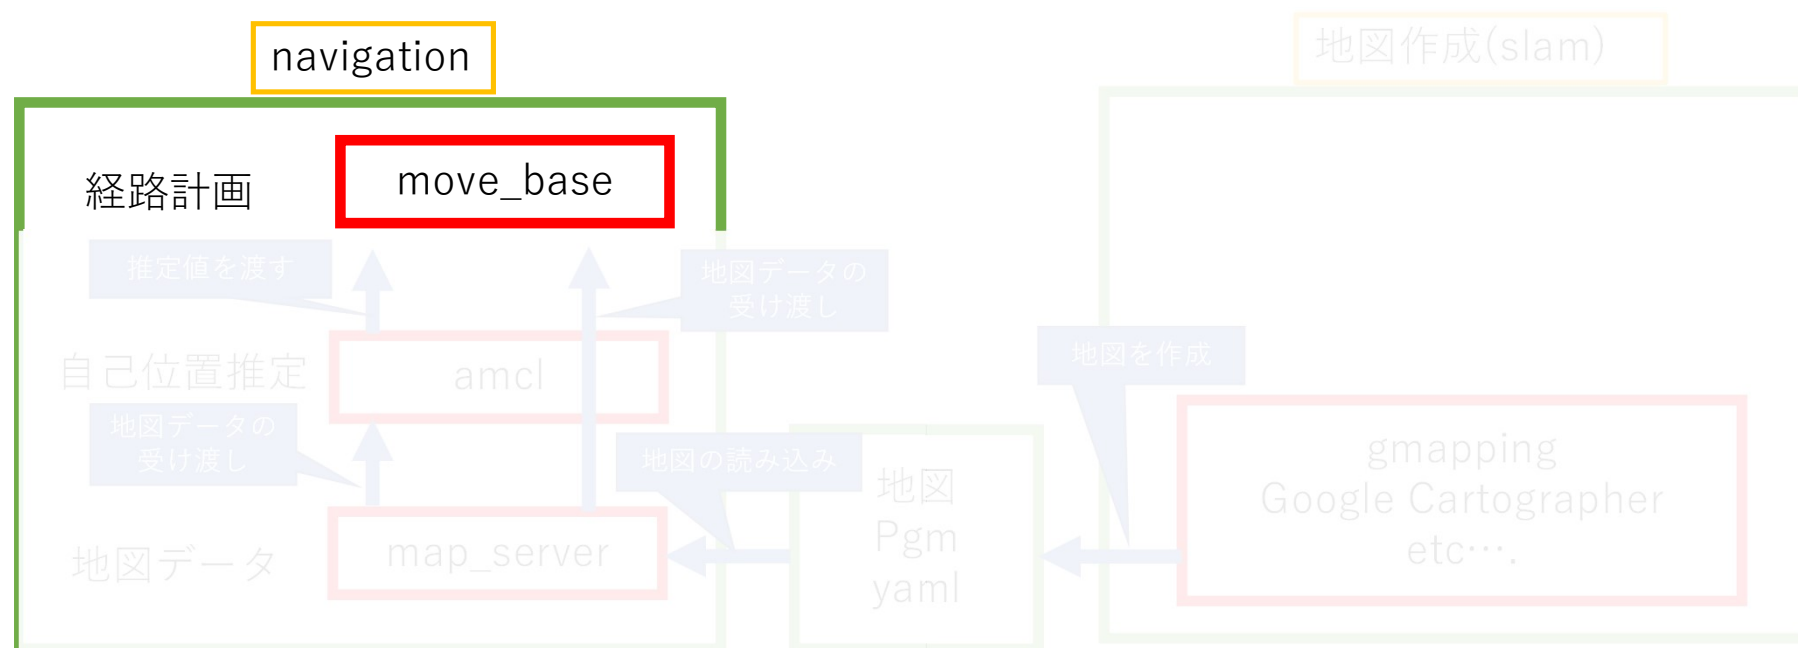 navigation
地図作成(slam)
経路計画
move_base
推定値を渡す
地図データの
受け渡し
自己位置推定
amcl
地図を作成
地図データの
受け渡し
地図の読み込み
地図データ
map_server
地図
Pgm
yaml
gmapping
Google Cartographer
etc….